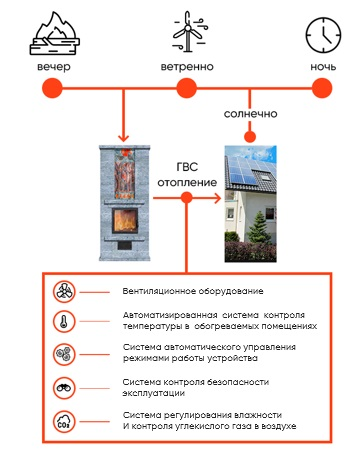 вечер
ветренно
ночь
солнечно
ГВС
отопление
Вентиляционное оборудование
Автоматизированная система контроля
температуры в обогреваемых помещениях
Система автоматического управления
режимами работы устройства
Система контроля безопасности
эксплуатации
CO₂
Система регулирования влажности
И контроля углекислого газа в воздухе